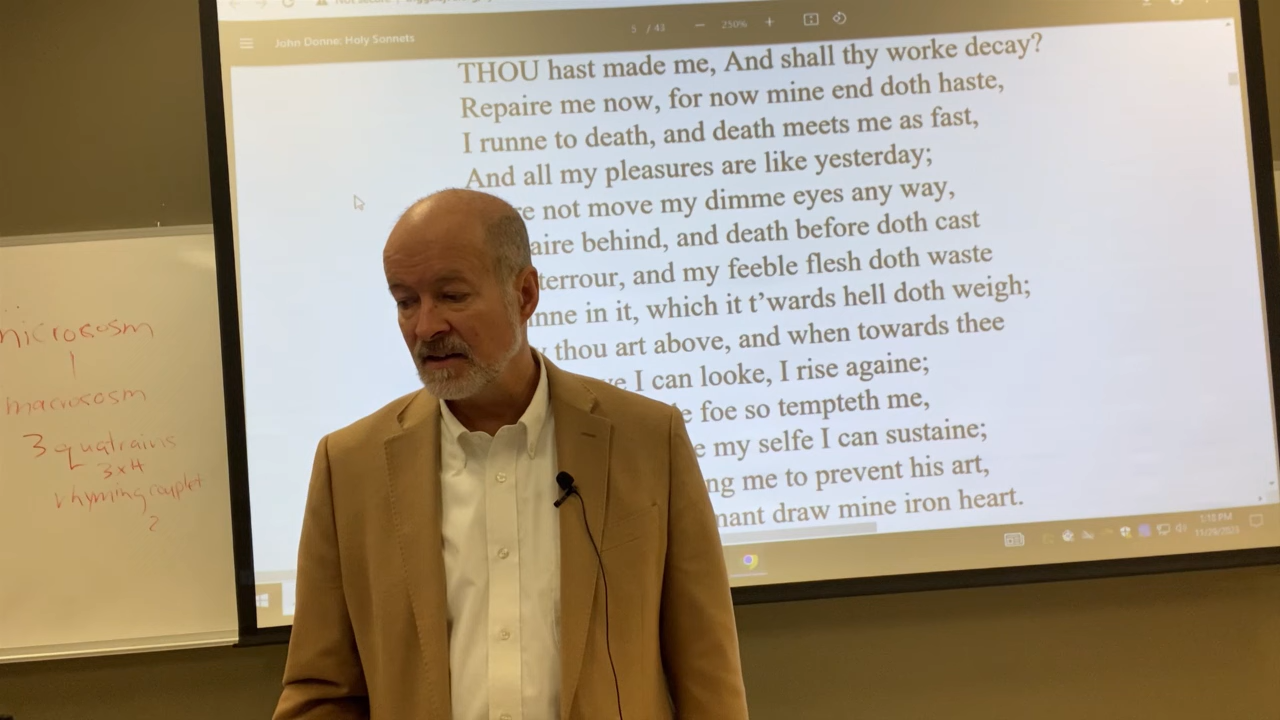 Not secure
John Donne: Holy Sonnets
5 / 43
250%
THOU hast made me, And shall thy worke decay?
Repaire me now, for now mine end doth haste,
I runne to death, and death meets me as fast,
And all my pleasures are like yesterday;
not move my dimme eyes any way,
aire behind, and death before doth cast
terrour, and my feeble flesh doth waste
nne in it, which it t'wards hell doth weigh;
thou art above, and when towards thee
I can looke, I rise againe;
foe so tempteth me,
my selfe I can sustaine;
ng me to prevent his art,
nant draw mine iron heart.
1:18 PM
microcosm
macrocosm
3 quatrains
3x4
rhyming couplet
2